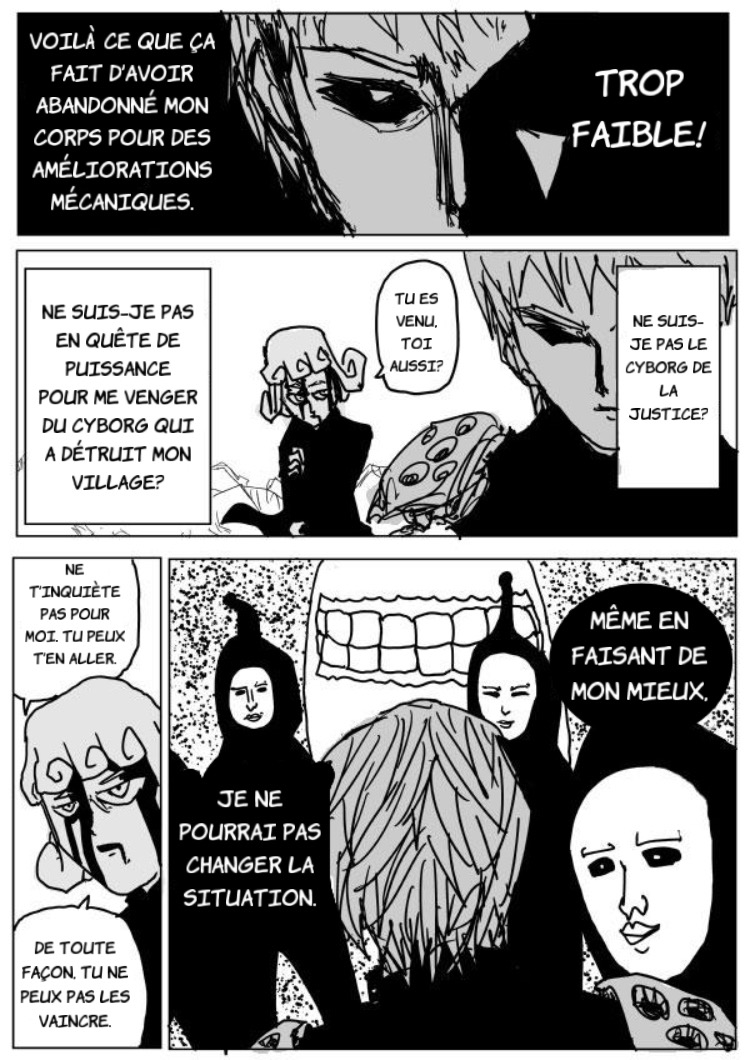 VOILÀ CE QUE ÇA
FAIT D'AVOIR
ABANDONNÉ MON
CORPS POUR DES
AMÉLIORATIONS
MÉCANIQUES.
TROP
FAIBLE!
NE SUIS-JE PAS
EN QUÊTE DE
PUISSANCE
POUR ME VENGER
DU CYBORG QUI
A DÉTRUIT MON
VILLAGE?
TU ES
VENU,
TOI
AUSSI?
NE SUIS-
JE PAS LE
CYBORG DE
LA
JUSTICE?
NE
T'INQUIÈTE
PAS POUR
MOI. TU PEUX
T'EN ALLER.
DE TOUTE
FAÇON, TU NE
PEUX PAS LES
VAINCRE.
MÊME EN
FAISANT DE
MON MIEUX,
JE NE
POURRAI PAS
CHANGER LA
SITUATION.